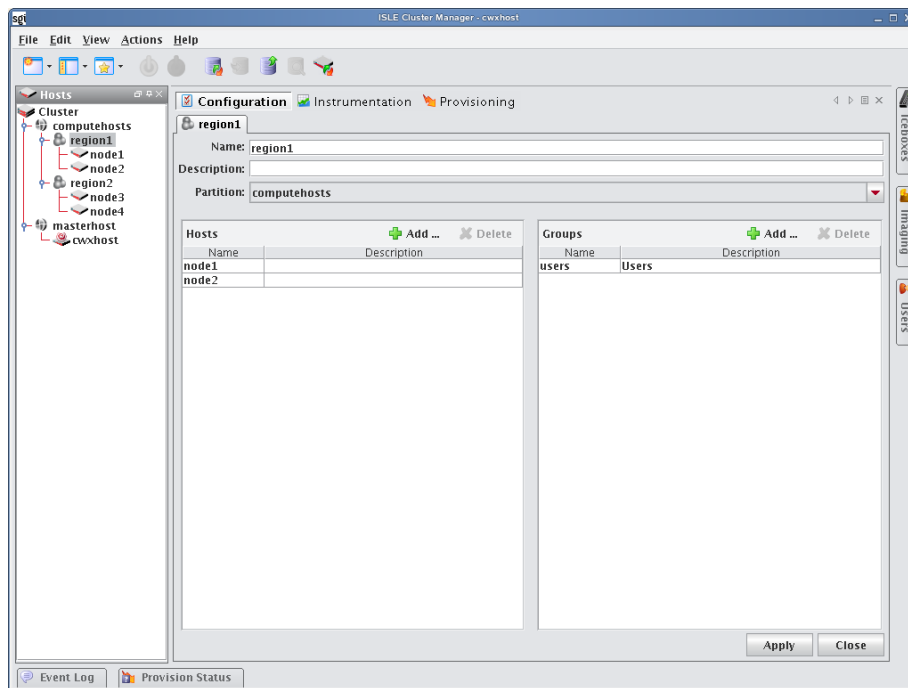 sgi
ISLE Cluster Manager - cwxhost
File Edit View Actions Help
Hosts
Cluster
computehosts
region1
node1
node2
region2
node3
node4
masterhost
cwxhost
Configuration Instrumentation Provisioning
region1
Name: region1
Description:
Partition: computehosts
Hosts Add ... Delete
Name Description
node1
node2
Groups Add ... Delete
Name Description
users Users
Apply Close
Iceboxes
Imaging
Users
Event Log Provision Status